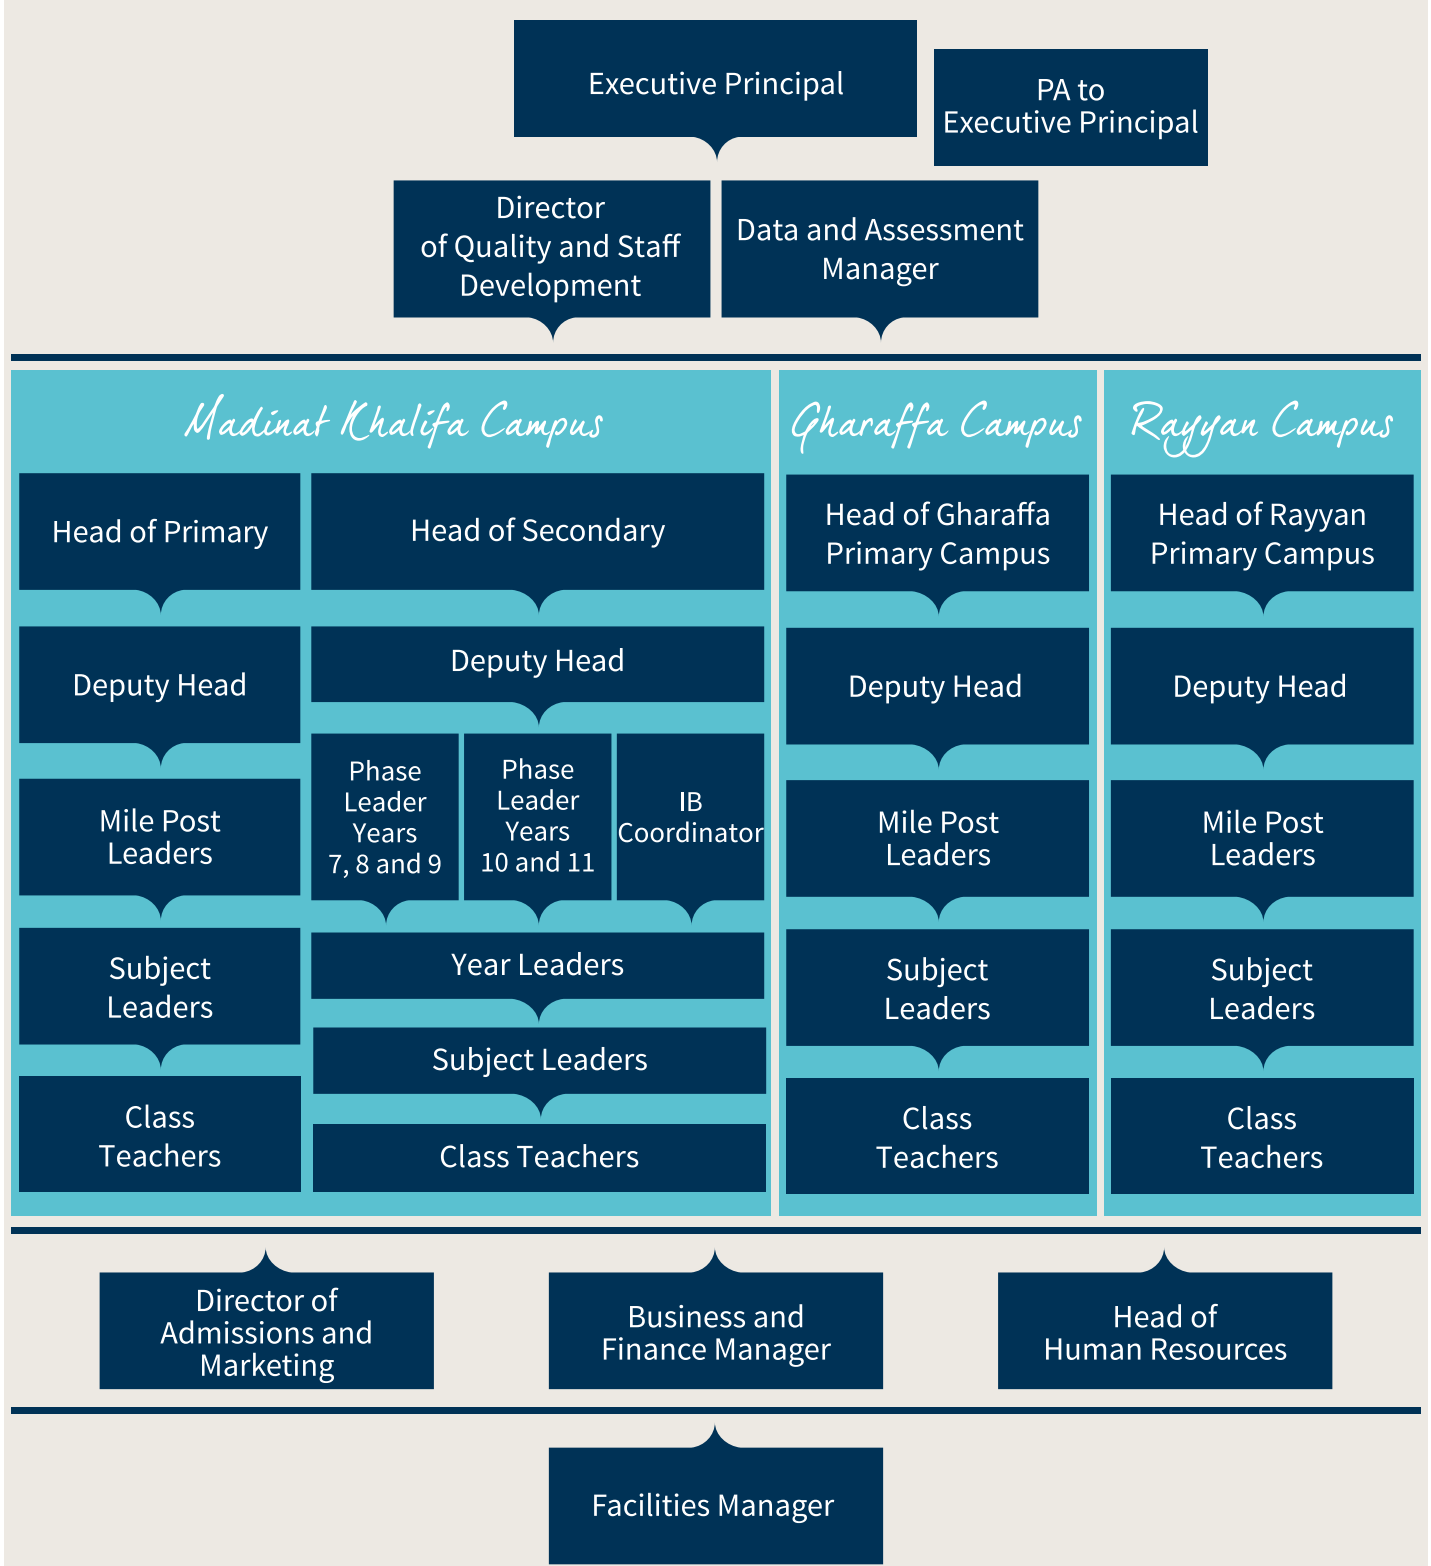 Executive Principal
PA to
Executive Principal
Director
of Quality and Staff
Development
Data and Assessment
Manager
Madinat Khalifa Campus
Head of Primary
Deputy Head
Mile Post
Leaders
Subject
Leaders
Class
Teachers
Head of Secondary
Deputy Head
Phase
Leader
Years
7, 8 and 9
Phase
Leader
Years
10 and 11
IB
Coordinator
Year Leaders
Subject Leaders
Class Teachers
Gharaffa Campus
Head of Gharaffa
Primary Campus
Deputy Head
Mile Post
Leaders
Subject
Leaders
Class
Teachers
Rayyan Campus
Head of Rayyan
Primary Campus
Deputy Head
Mile Post
Leaders
Subject
Leaders
Class
Teachers
Director of
Admissions and
Marketing
Business and
Finance Manager
Head of
Human Resources
Facilities Manager